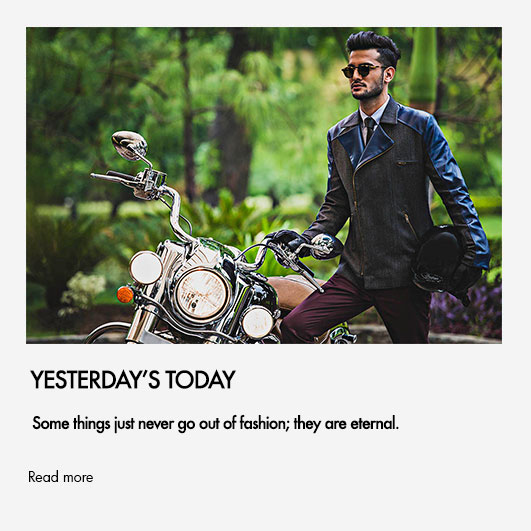 YESTERDAY'S TODAY
Some things just never go out of fashion; they are eternal.
Read more